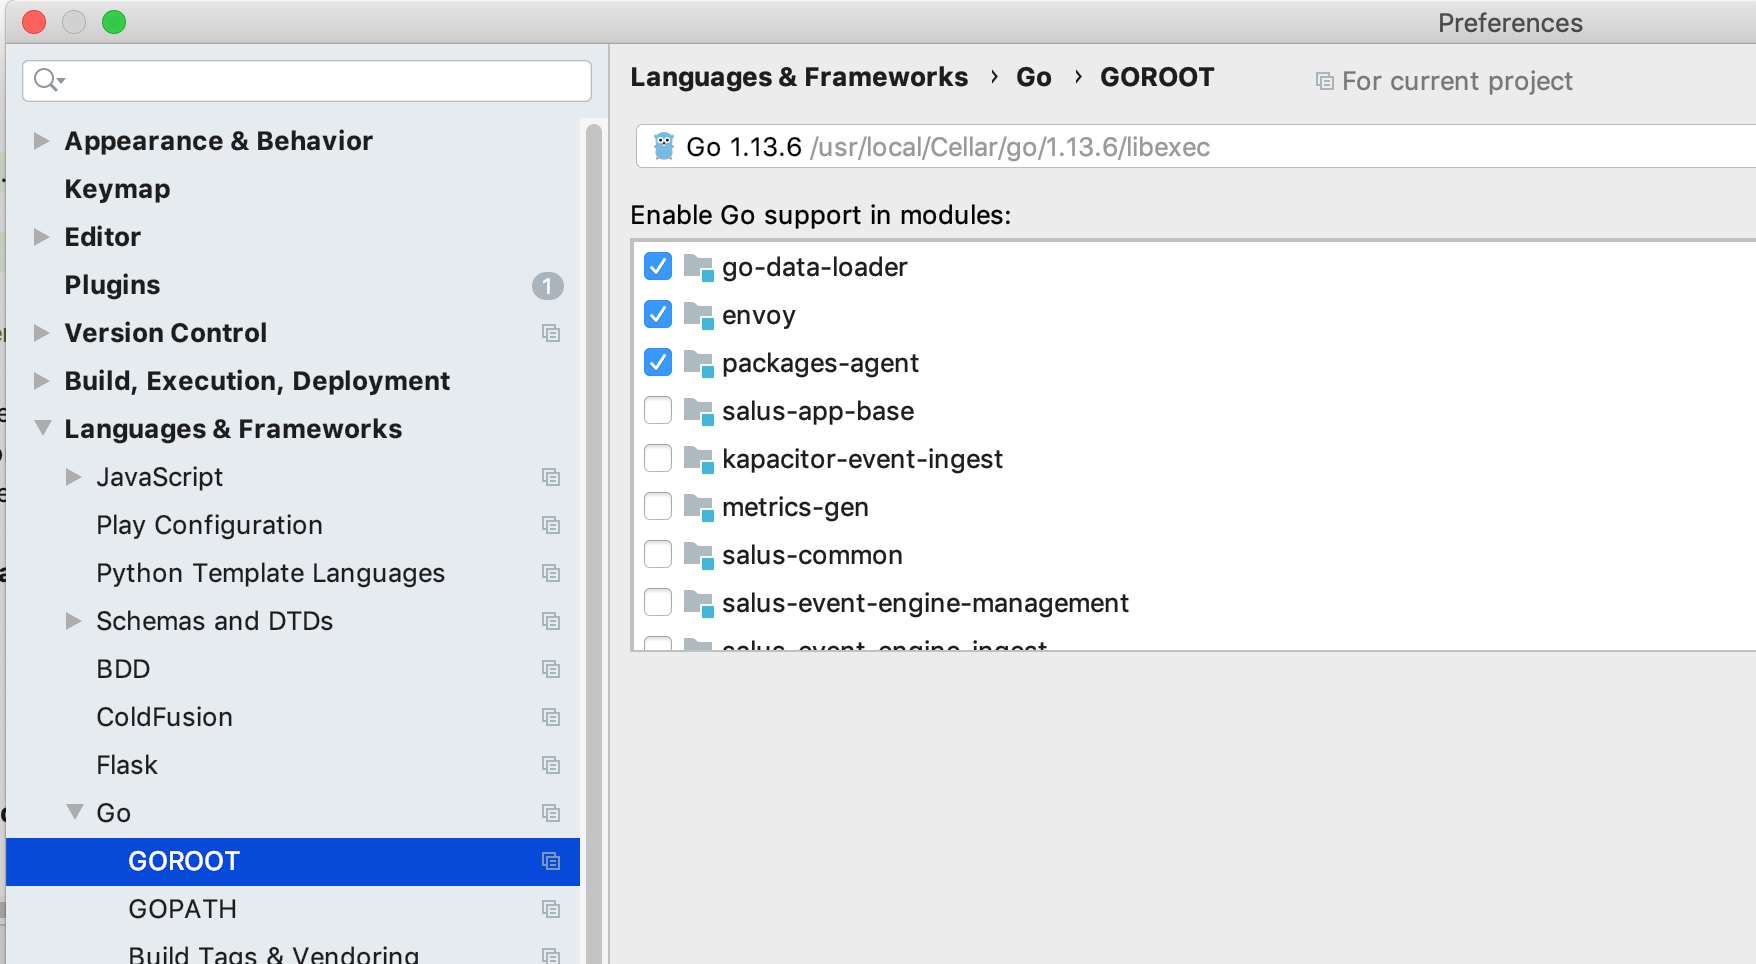 Preferences
Appearance & Behavior
Keymap
Editor
Plugins 1
Version Control
Build, Execution, Deployment
Languages & Frameworks
JavaScript
Play Configuration
Python Template Languages
Schemas and DTDs
BDD
ColdFusion
Flask
Go
GOROOT
GOPATH
Build Tags & Vendoring
Languages & Frameworks › Go › GOROOT For current project
Go 1.13.6 /usr/local/Cellar/go/1.13.6/libexec
Enable Go support in modules:
go-data-loader
envoy
packages-agent
salus-app-base
kapacitor-event-ingest
metrics-gen
salus-common
salus-event-engine-management
salus-event-engine-ingest